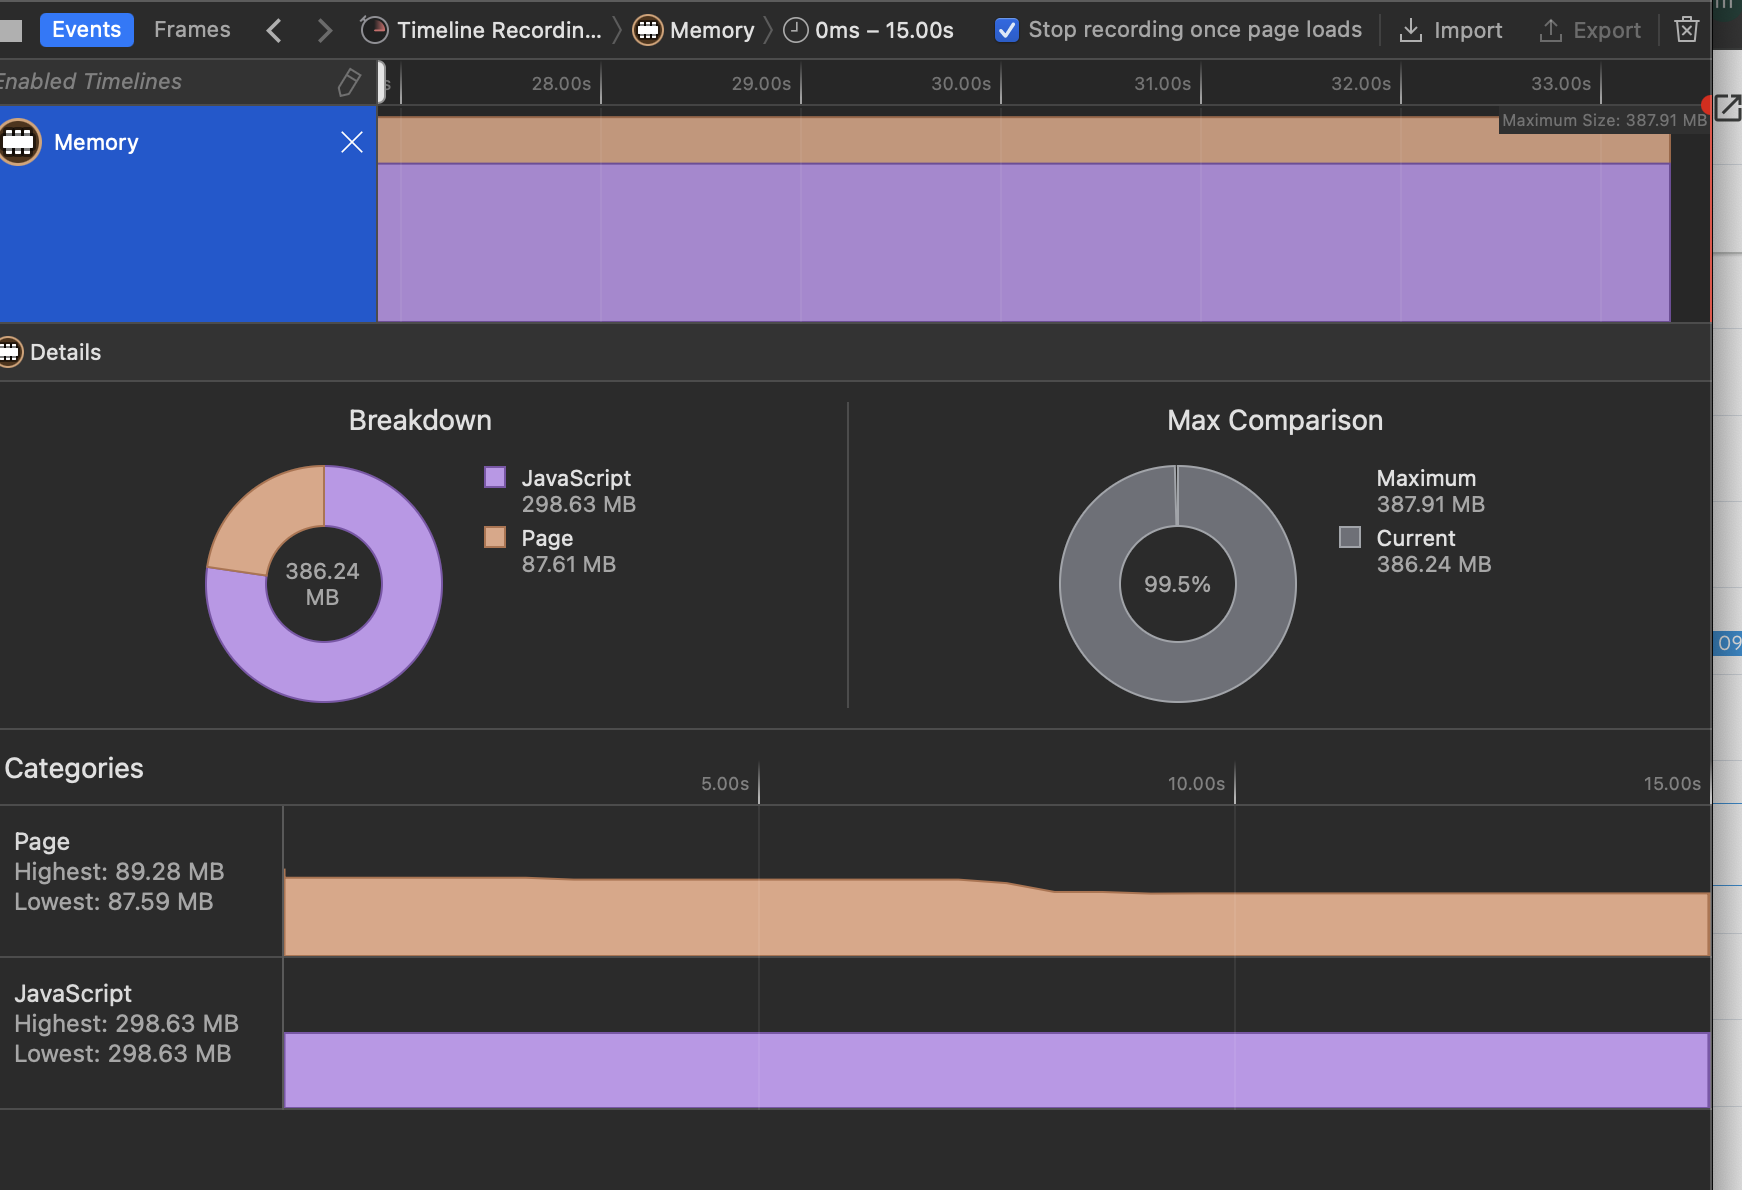 Events Frames Timeline Recordin... Memory 0ms – 15.00s Stop recording once page loads Import Export
Enabled Timelines
s 28.00s 29.00s 30.00s 31.00s 32.00s 33.00s
Maximum Size: 387.91 MB
Memory
Details
Breakdown
386.24
MB
JavaScript
298.63 MB
Page
87.61 MB
Max Comparison
99.5%
Maximum
387.91 MB
Current
386.24 MB
09
Categories
5.00s 10.00s 15.00s
Page
Highest: 89.28 MB
Lowest: 87.59 MB
JavaScript
Highest: 298.63 MB
Lowest: 298.63 MB